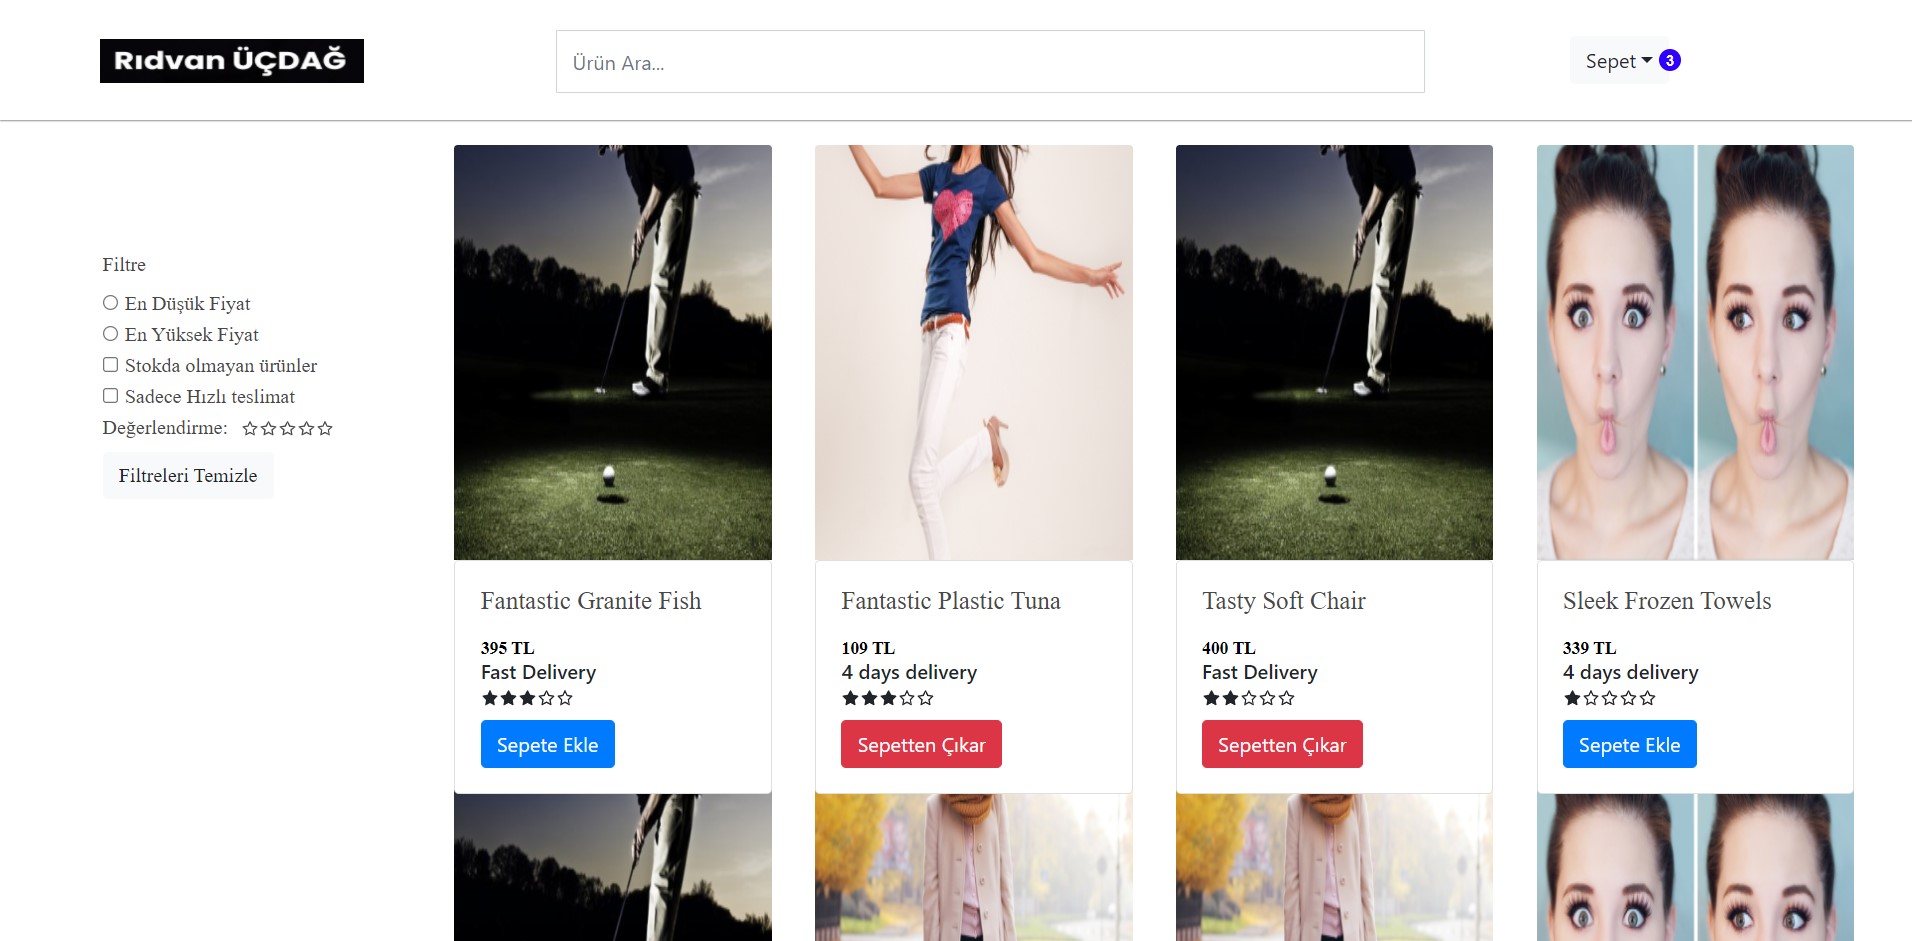 Rıdvan ÜÇDAĞ
Ürün Ara...
Sepet 3
Filtre
En Düşük Fiyat
En Yüksek Fiyat
Stokda olmayan ürünler
Sadece Hızlı teslimat
Değerlendirme:
Filtreleri Temizle
Fantastic Granite Fish
395 TL
Fast Delivery
Sepete Ekle
Fantastic Plastic Tuna
109 TL
4 days delivery
Sepetten Çıkar
Tasty Soft Chair
400 TL
Fast Delivery
Sepetten Çıkar
Sleek Frozen Towels
339 TL
4 days delivery
Sepete Ekle